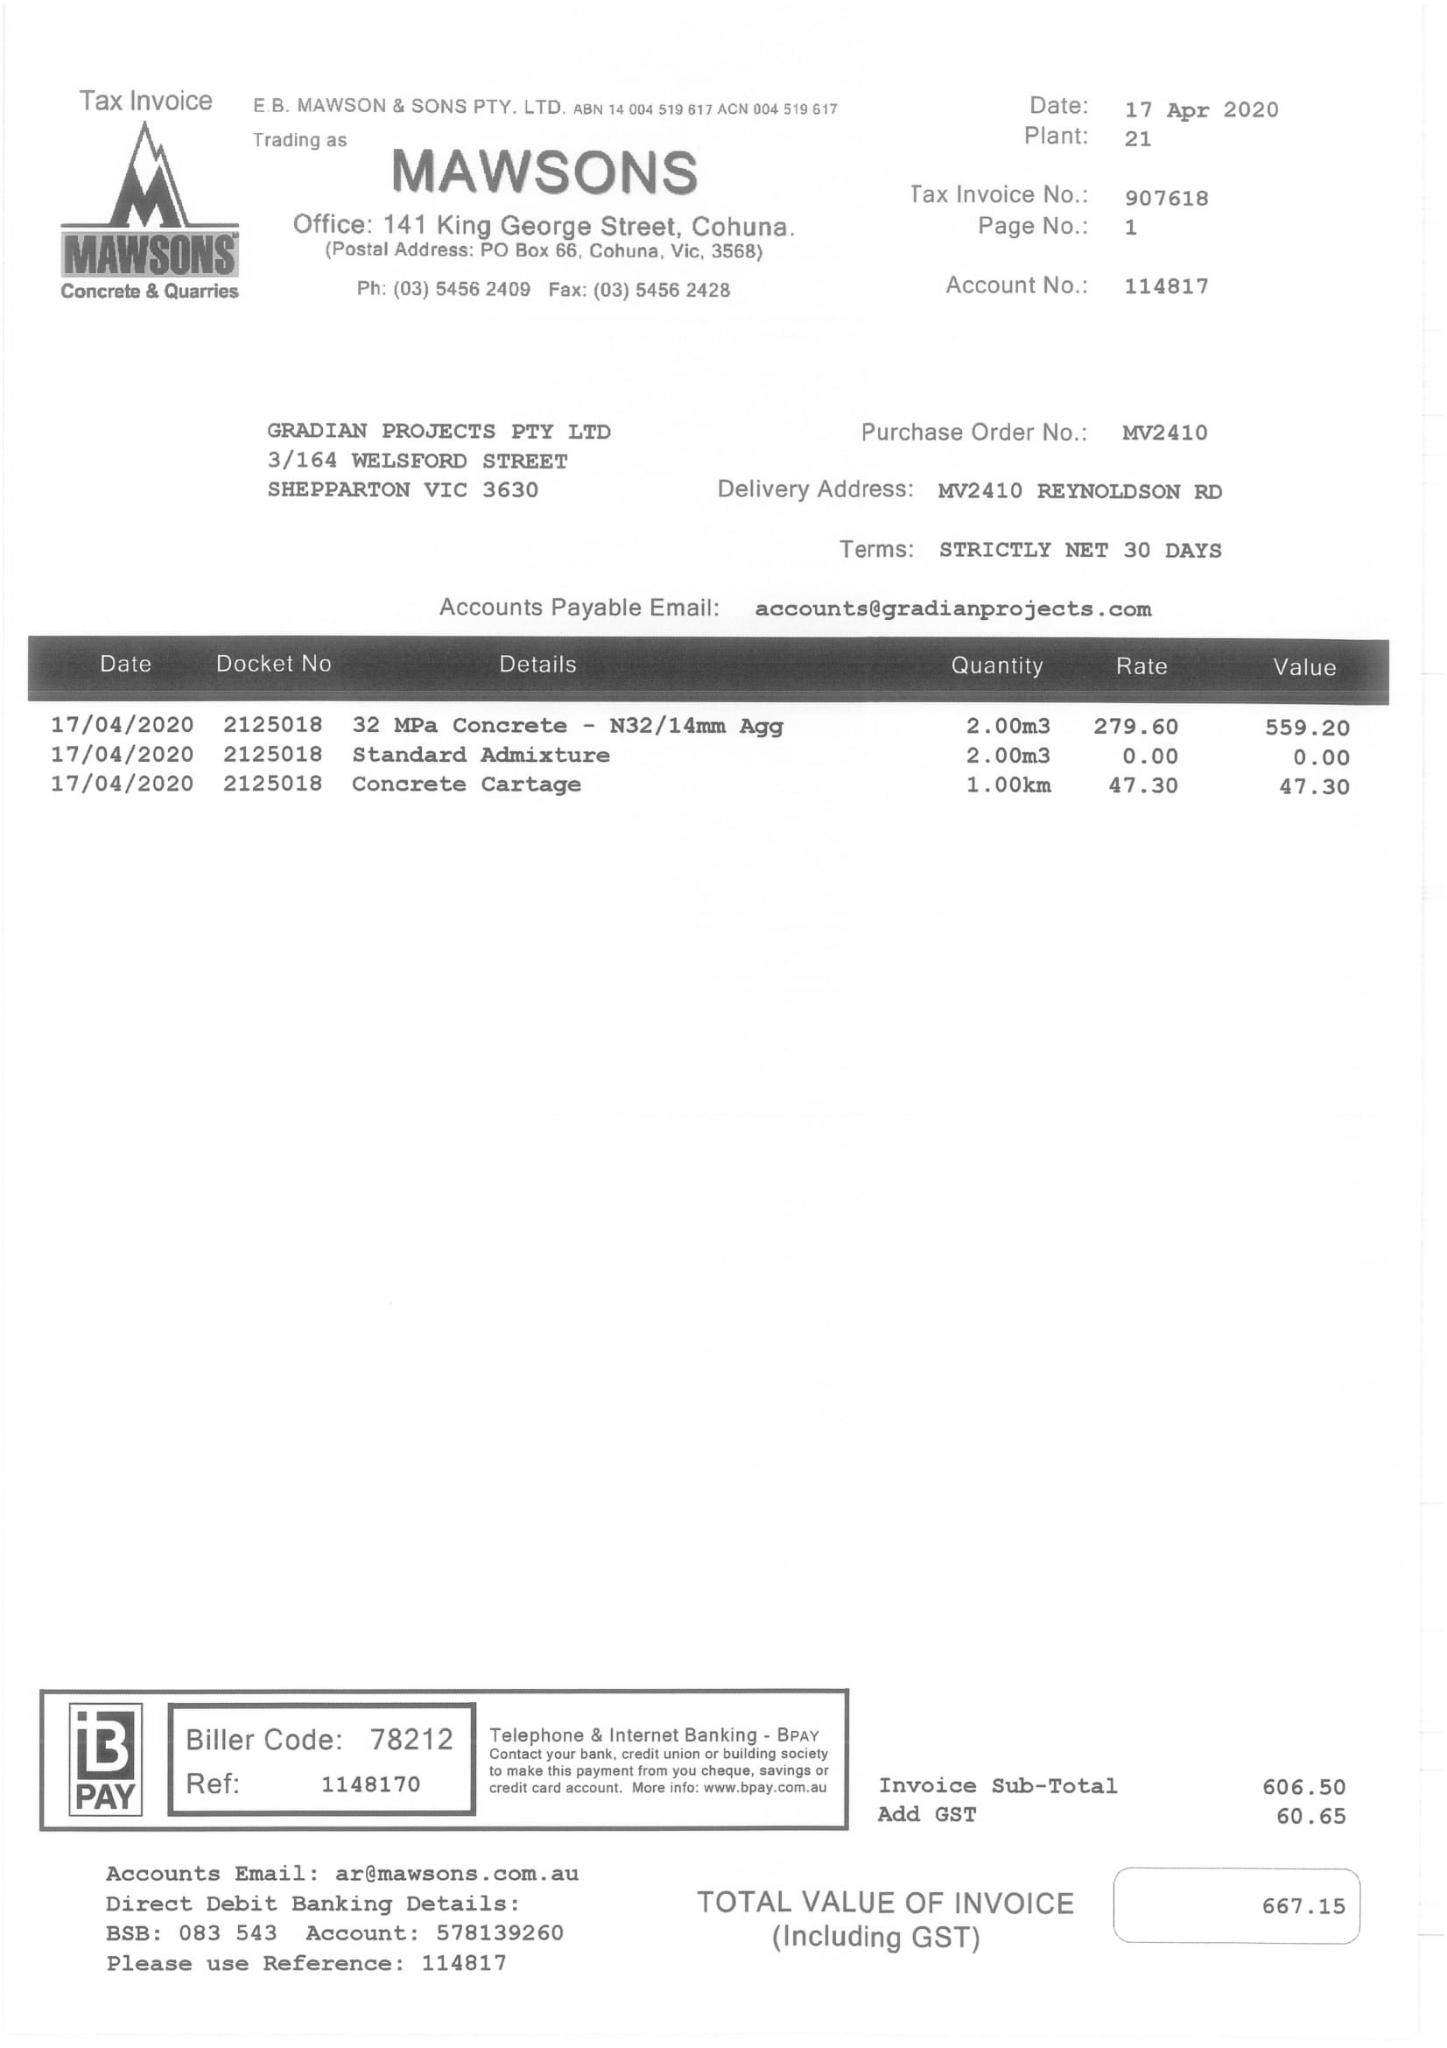 Tax Invoice
E.B. MAWSON & SONS PTY. LTD. ABN 14 004 519 617 ACN 004 519 617
Trading as
MAWSONS
Office: 141 King George Street, Cohuna.
(Postal Address: PO Box 66, Cohuna, Vic, 3568)
Ph: (03) 5456 2409 Fax: (03) 5456 2428
MAWSONS
Concrete & Quarries
Date: 17 Apr 2020
Plant: 21
Tax Invoice No.: 907618
Page No.: 1
Account No.: 114817
GRADIAN PROJECTS PTY LTD
3/164 WELSFORD STREET
SHEPPARTON VIC 3630
Purchase Order No.: MV2410
Delivery Address: MV2410 REYNOLDSON RD
Terms: STRICTLY NET 30 DAYS
Accounts Payable Email: accounts@gradianprojects.com
Date Docket No Details Quantity Rate Value
17/04/2020 2125018 32 MPa Concrete - N32/14mm Agg 2.00m3 279.60 559.20
17/04/2020 2125018 Standard Admixture 2.00m3 0.00 0.00
17/04/2020 2125018 Concrete Cartage 1.00km 47.30 47.30
B PAY
Biller Code: 78212
Ref: 1148170
Telephone & Internet Banking - BPAY
Contact your bank, credit union or building society
to make this payment from you cheque, savings or
credit card account. More info: www.bpay.com.au
Invoice Sub-Total 606.50
Add GST 60.65
Accounts Email: ar@mawsons.com.au
Direct Debit Banking Details:
BSB: 083 543 Account: 578139260
Please use Reference: 114817
TOTAL VALUE OF INVOICE 667.15
(Including GST)